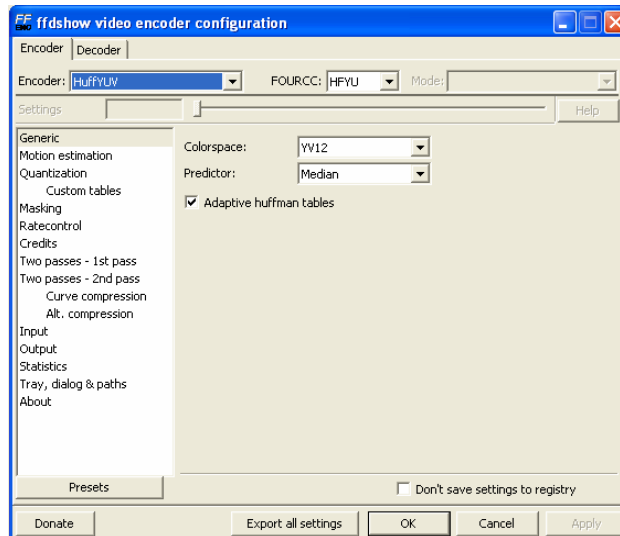 FF ENC ffdshow video encoder configuration
Encoder Decoder
Encoder: HuffYUV FOURCC: HFYU Mode:
Settings Help
Generic
Motion estimation
Quantization
Custom tables
Masking
Ratecontrol
Credits
Two passes - 1st pass
Two passes - 2nd pass
Curve compression
Alt. compression
Input
Output
Statistics
Tray, dialog & paths
About
Colorspace: YV12
Predictor: Median
Adaptive huffman tables
Presets
Don't save settings to registry
Donate Export all settings OK Cancel Apply